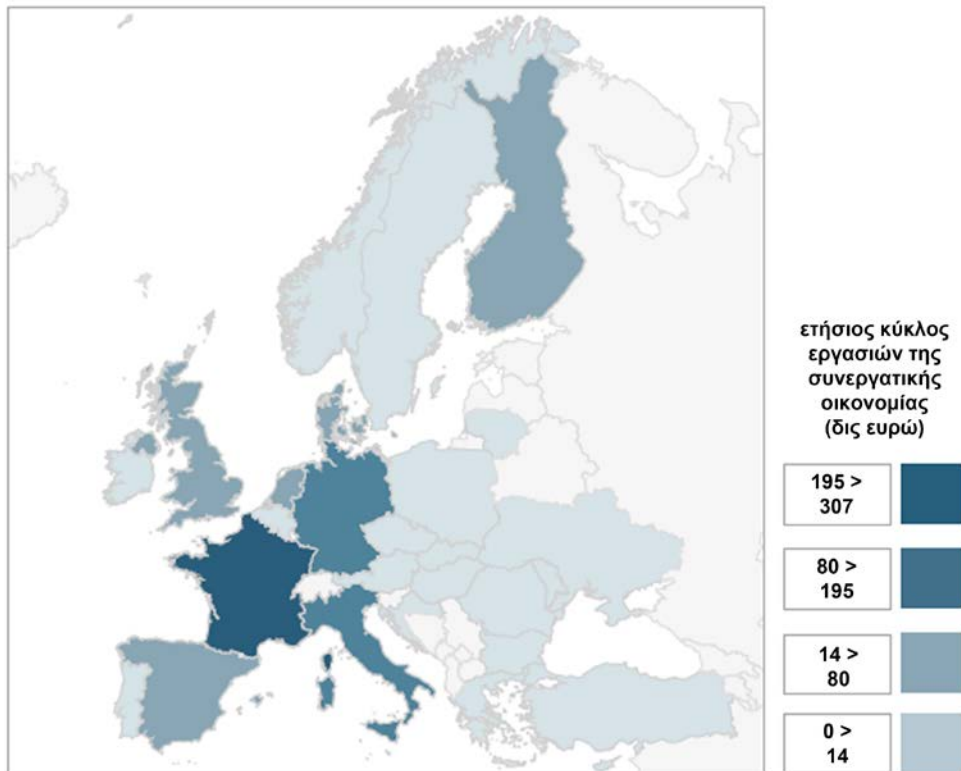 ετήσιος κύκλος
εργασιών της
συνεργατικής
οικονομίας
(δις ευρώ)
195 >
307
80 >
195
14 >
80
0 >
14